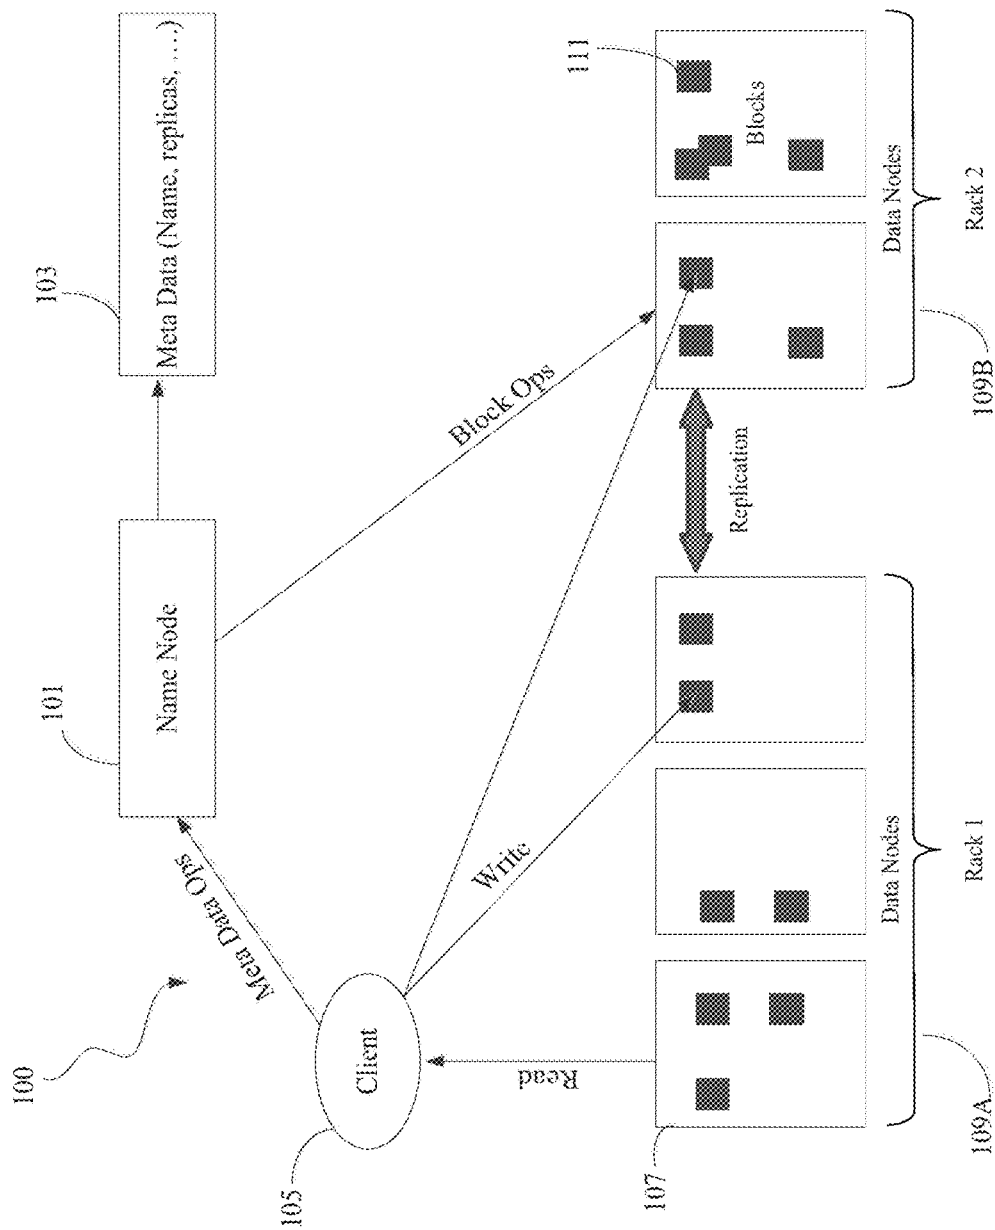 100
101
Name Node
103
Meta Data (Name, replicas, ….)
Meta Data Ops
105
Client
Block Ops
Read
Write
Replication
107
111
Blocks
Data Nodes
Data Nodes
109A
Rack 1
109B
Rack 2